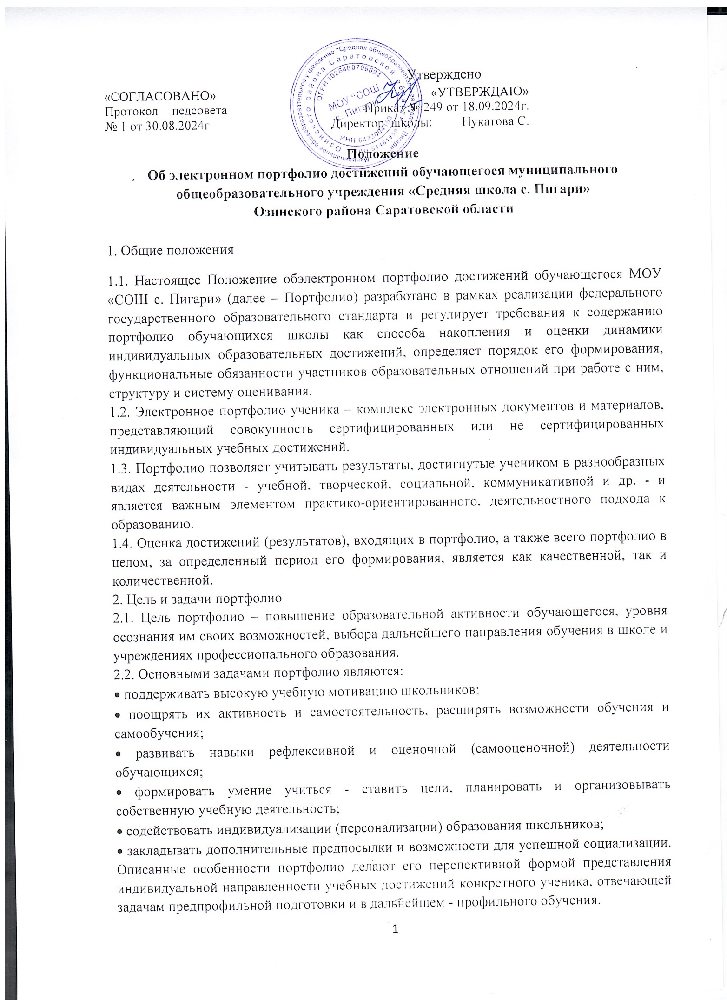 Утверждено
«СОГЛАСОВАНО»
«УТВЕРЖДАЮ»
Протокол педсовета
Приказ № 249 от 18.09.2024г.
№ 1 от 30.08.2024г
Директор школы: Нукатова С.
Муниципальное общеобразовательное учреждение "Средняя общеобразовательная школа с. Пигари"
Озинского района Саратовской области
ОГРН 1026400706694
МОУ "СОШ
с. Пигари"
ИНН 6423004159
ОКПО 51481959
Положение
Об электронном портфолио достижений обучающегося муниципального
общеобразовательного учреждения «Средняя школа с. Пигари»
Озинского района Саратовской области
1. Общие положения
1.1. Настоящее Положение обэлектронном портфолио достижений обучающегося МОУ
«СОШ с. Пигари» (далее – Портфолио) разработано в рамках реализации федерального
государственного образовательного стандарта и регулирует требования к содержанию
портфолио обучающихся школы как способа накопления и оценки динамики
индивидуальных образовательных достижений, определяет порядок его формирования,
функциональные обязанности участников образовательных отношений при работе с ним,
структуру и систему оценивания.
1.2. Электронное портфолио ученика – комплекс электронных документов и материалов,
представляющий совокупность сертифицированных или не сертифицированных
индивидуальных учебных достижений.
1.3. Портфолио позволяет учитывать результаты, достигнутые учеником в разнообразных
видах деятельности - учебной, творческой, социальной, коммуникативной и др. - и
является важным элементом практико-ориентированного, деятельностного подхода к
образованию.
1.4. Оценка достижений (результатов), входящих в портфолио, а также всего портфолио в
целом, за определенный период его формирования, является как качественной, так и
количественной.
2. Цель и задачи портфолио
2.1. Цель портфолио – повышение образовательной активности обучающегося, уровня
осознания им своих возможностей, выбора дальнейшего направления обучения в школе и
учреждениях профессионального образования.
2.2. Основными задачами портфолио являются:
• поддерживать высокую учебную мотивацию школьников;
• поощрять их активность и самостоятельность, расширять возможности обучения и
самообучения;
• развивать навыки рефлексивной и оценочной (самооценочной) деятельности
обучающихся;
• формировать умение учиться - ставить цели, планировать и организовывать
собственную учебную деятельность;
• содействовать индивидуализации (персонализации) образования школьников;
• закладывать дополнительные предпосылки и возможности для успешной социализации.
Описанные особенности портфолио делают его перспективной формой представления
индивидуальной направленности учебных достижений конкретного ученика, отвечающей
задачам предпрофильной подготовки и в дальнейшем - профильного обучения.
1